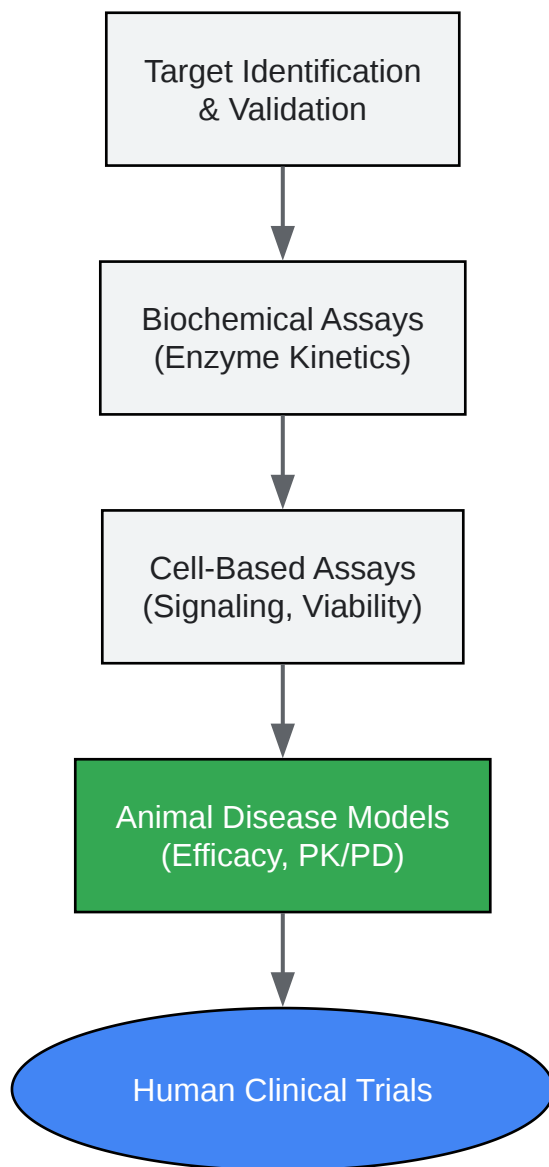 Target Identification
& Validation
Biochemical Assays
(Enzyme Kinetics)
Cell-Based Assays
(Signaling, Viability)
Animal Disease Models
(Efficacy, PK/PD)
Human Clinical Trials